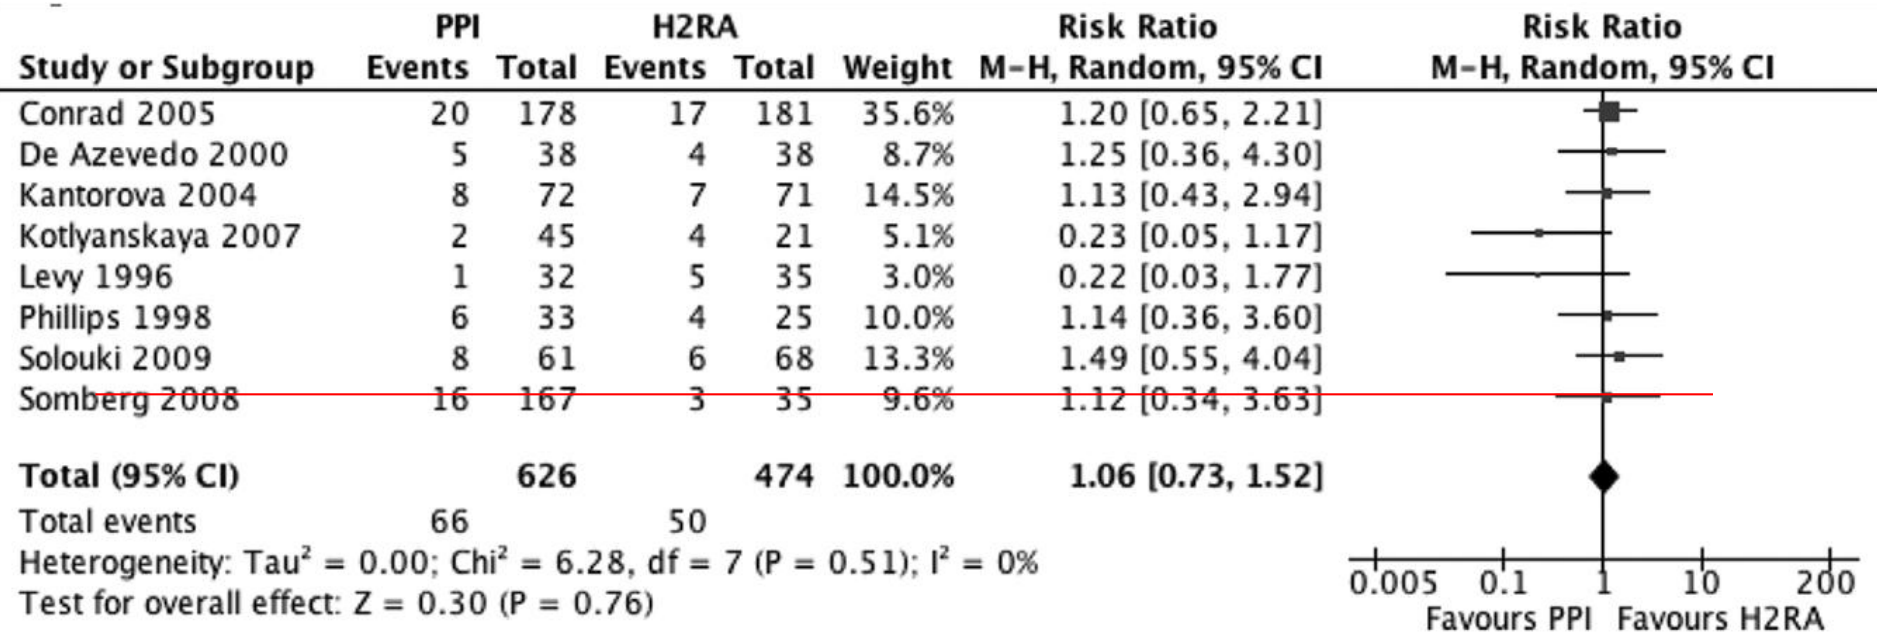 PPI H2RA Risk Ratio Risk Ratio
Study or Subgroup Events Total Events Total Weight M-H, Random, 95% CI M-H, Random, 95% CI
Conrad 2005 20 178 17 181 35.6% 1.20 [0.65, 2.21]
De Azevedo 2000 5 38 4 38 8.7% 1.25 [0.36, 4.30]
Kantorova 2004 8 72 7 71 14.5% 1.13 [0.43, 2.94]
Kotlyanskaya 2007 2 45 4 21 5.1% 0.23 [0.05, 1.17]
Levy 1996 1 32 5 35 3.0% 0.22 [0.03, 1.77]
Phillips 1998 6 33 4 25 10.0% 1.14 [0.36, 3.60]
Solouki 2009 8 61 6 68 13.3% 1.49 [0.55, 4.04]
Somberg 2008 16 167 3 35 9.6% 1.12 [0.34, 3.63]
Total (95% CI) 626 474 100.0% 1.06 [0.73, 1.52]
Total events 66 50
Heterogeneity: Tau² = 0.00; Chi² = 6.28, df = 7 (P = 0.51); I² = 0%
Test for overall effect: Z = 0.30 (P = 0.76)
0.005 0.1 1 10 200
Favours PPI Favours H2RA